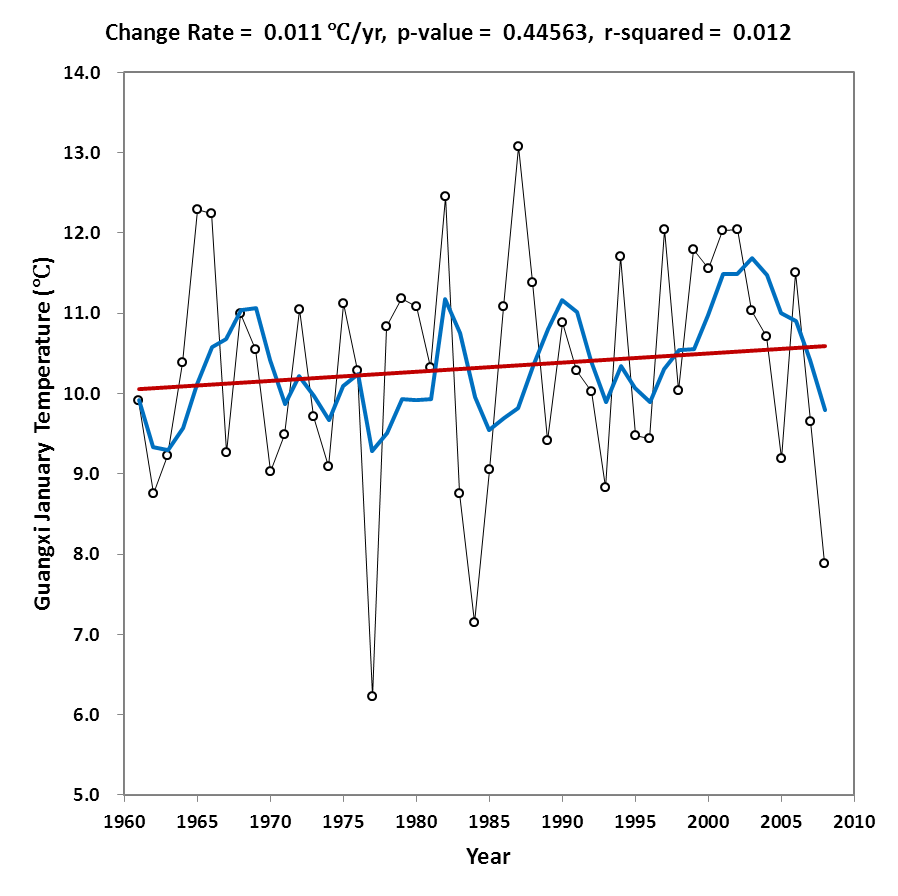 Change Rate = 0.011 ℃/yr, p-value = 0.44563, r-squared = 0.012
14.0
13.0
12.0
11.0
10.0
9.0
8.0
7.0
6.0
5.0
Guangxi January Temperature (℃)
1960 1965 1970 1975 1980 1985 1990 1995 2000 2005 2010
Year